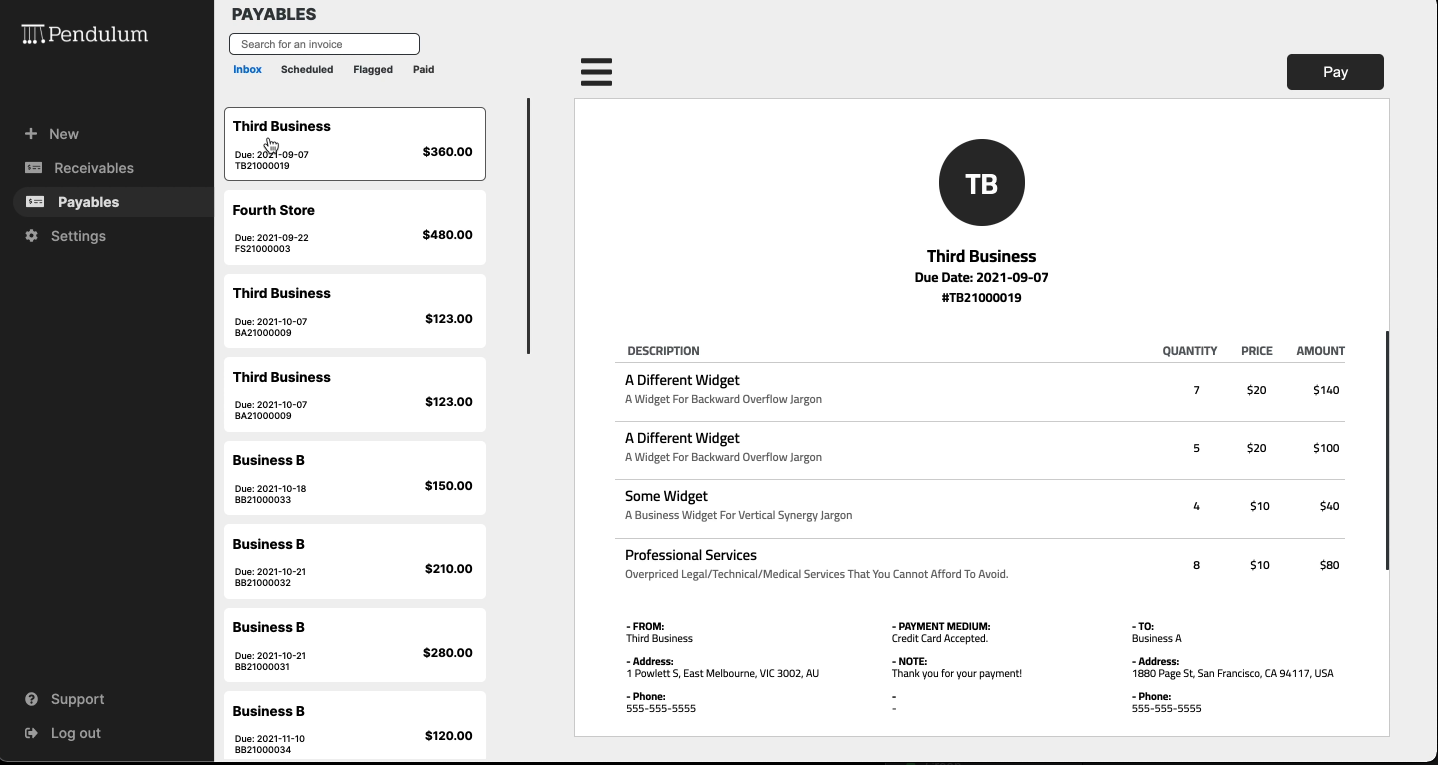 Pendulum
New
Receivables
Payables
Settings
Support
Log out
PAYABLES
Search for an invoice
Inbox Scheduled Flagged Paid
Third Business
Due: 2021-09-07
TB21000019
$360.00
Fourth Store
Due: 2021-09-22
FS21000003
$480.00
Third Business
Due: 2021-10-07
BA21000009
$123.00
Third Business
Due: 2021-10-07
BA21000009
$123.00
Business B
Due: 2021-10-18
BB21000033
$150.00
Business B
Due: 2021-10-21
BB21000032
$210.00
Business B
Due: 2021-10-21
BB21000031
$280.00
Business B
Due: 2021-11-10
BB21000034
$120.00
Pay
TB
Third Business
Due Date: 2021-09-07
#TB21000019
DESCRIPTION QUANTITY PRICE AMOUNT
A Different Widget
A Widget For Backward Overflow Jargon
7 $20 $140
A Different Widget
A Widget For Backward Overflow Jargon
5 $20 $100
Some Widget
A Business Widget For Vertical Synergy Jargon
4 $10 $40
Professional Services
Overpriced Legal/Technical/Medical Services That You Cannot Afford To Avoid.
8 $10 $80
- FROM:
Third Business
- Address:
1 Powlett S, East Melbourne, VIC 3002, AU
- Phone:
555-555-5555
- PAYMENT MEDIUM:
Credit Card Accepted.
- NOTE:
Thank you for your payment!
-
-
- TO:
Business A
- Address:
1880 Page St, San Francisco, CA 94117, USA
- Phone:
555-555-5555